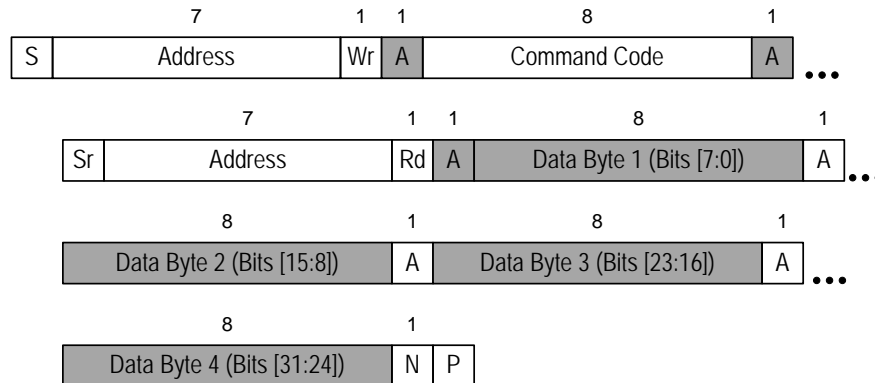 7 1 1 8 1
S Address Wr A Command Code A ...
7 1 1 8 1
Sr Address Rd A Data Byte 1 (Bits [7:0]) A ...
8 1 8 1
Data Byte 2 (Bits [15:8]) A Data Byte 3 (Bits [23:16]) A ...
8 1
Data Byte 4 (Bits [31:24]) N P